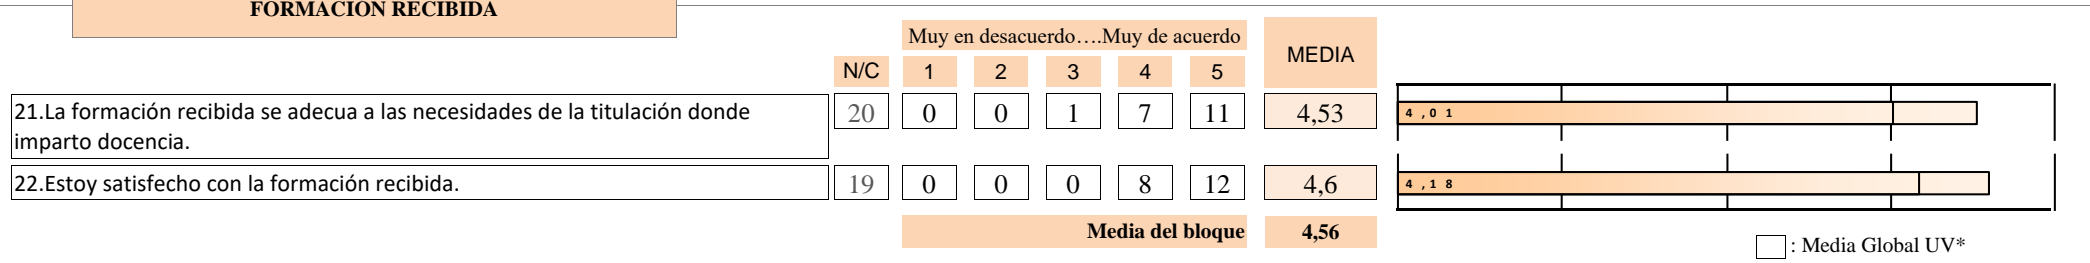 FORMACIÓN RECIBIDA
Muy en desacuerdo….Muy de acuerdo
MEDIA
N/C 1 2 3 4 5
21.La formación recibida se adecua a las necesidades de la titulación donde
imparto docencia.
20 0 0 1 7 11 4,53 4,01
22.Estoy satisfecho con la formación recibida. 19 0 0 0 8 12 4,6 4,18
Media del bloque 4,56
: Media Global UV*